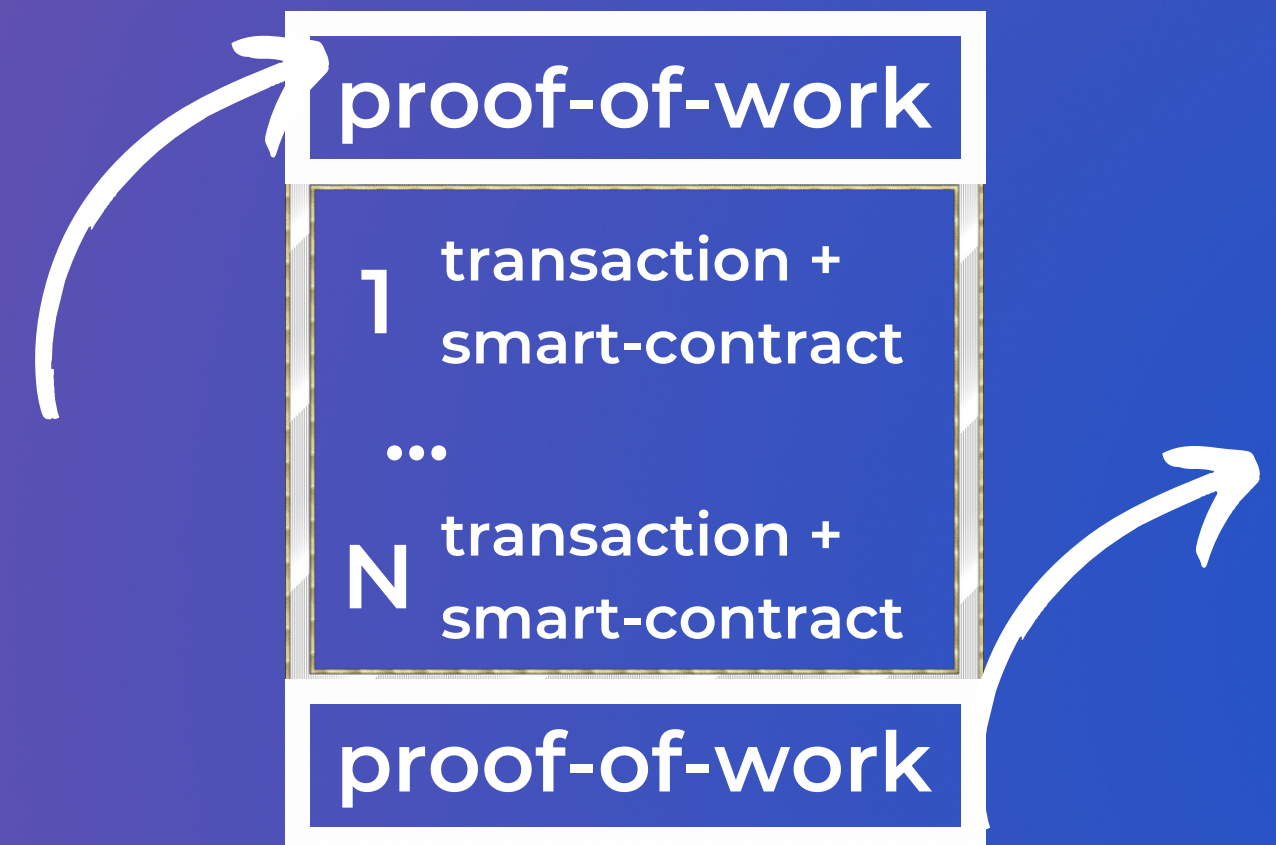 proof-of-work
1 transaction +
smart-contract
...
N transaction +
smart-contract
proof-of-work